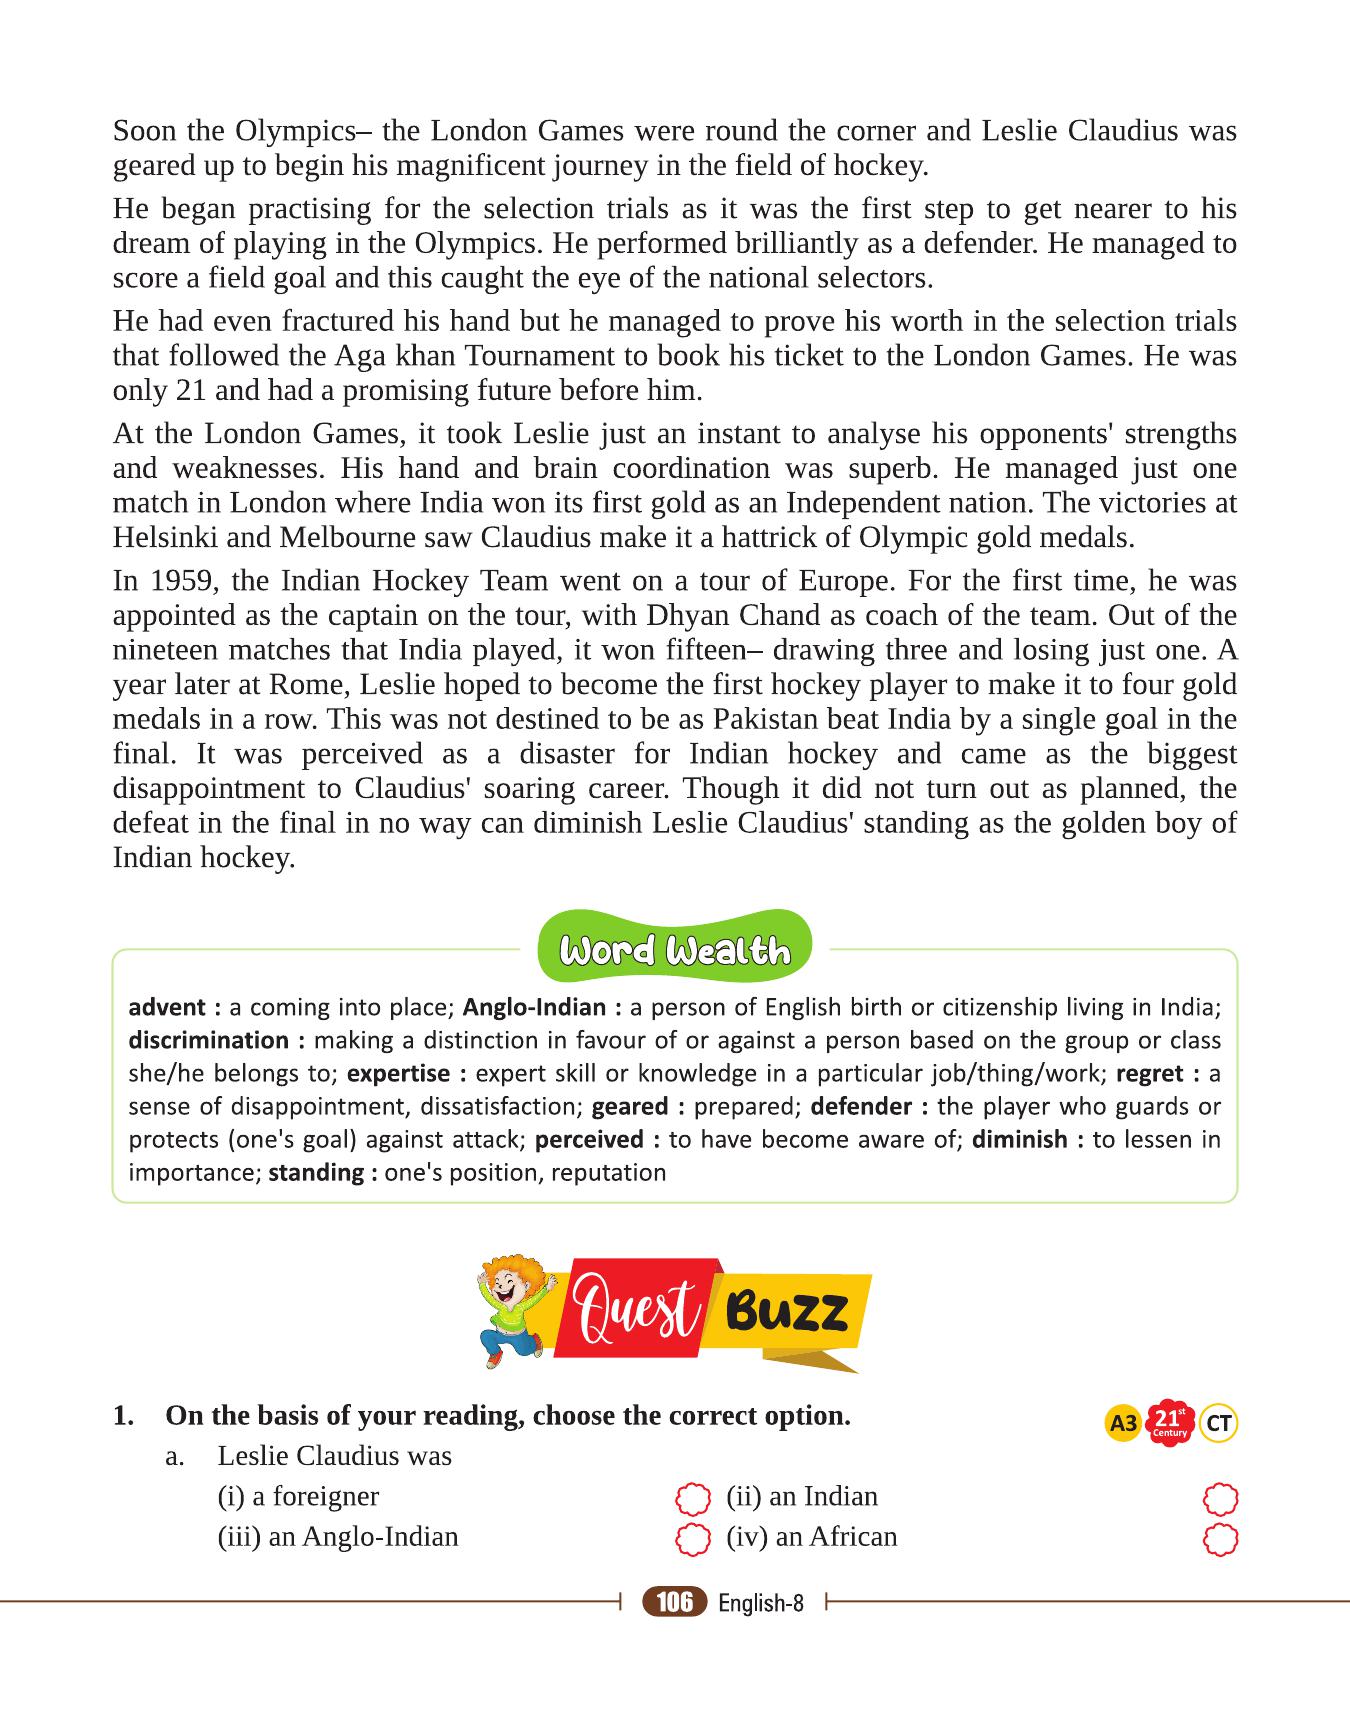 Soon the Olympics– the London Games were round the corner and Leslie Claudius was
geared up to begin his magnificent journey in the field of hockey.
He began practising for the selection trials as it was the first step to get nearer to his
dream of playing in the Olympics. He performed brilliantly as a defender. He managed to
score a field goal and this caught the eye of the national selectors.
He had even fractured his hand but he managed to prove his worth in the selection trials
that followed the Aga khan Tournament to book his ticket to the London Games. He was
only 21 and had a promising future before him.
At the London Games, it took Leslie just an instant to analyse his opponents' strengths
and weaknesses. His hand and brain coordination was superb. He managed just one
match in London where India won its first gold as an Independent nation. The victories at
Helsinki and Melbourne saw Claudius make it a hattrick of Olympic gold medals.
In 1959, the Indian Hockey Team went on a tour of Europe. For the first time, he was
appointed as the captain on the tour, with Dhyan Chand as coach of the team. Out of the
nineteen matches that India played, it won fifteen– drawing three and losing just one. A
year later at Rome, Leslie hoped to become the first hockey player to make it to four gold
medals in a row. This was not destined to be as Pakistan beat India by a single goal in the
final. It was perceived as a disaster for Indian hockey and came as the biggest
disappointment to Claudius' soaring career. Though it did not turn out as planned, the
defeat in the final in no way can diminish Leslie Claudius' standing as the golden boy of
Indian hockey.
Word Wealth
advent : a coming into place; Anglo-Indian : a person of English birth or citizenship living in India;
discrimination : making a distinction in favour of or against a person based on the group or class
she/he belongs to; expertise : expert skill or knowledge in a particular job/thing/work; regret : a
sense of disappointment, dissatisfaction; geared : prepared; defender : the player who guards or
protects (one's goal) against attack; perceived : to have become aware of; diminish : to lessen in
importance; standing : one's position, reputation
Quest Buzz
1. On the basis of your reading, choose the correct option. A3 21st Century CT
a. Leslie Claudius was
(i) a foreigner (ii) an Indian
(iii) an Anglo-Indian (iv) an African
106 English-8